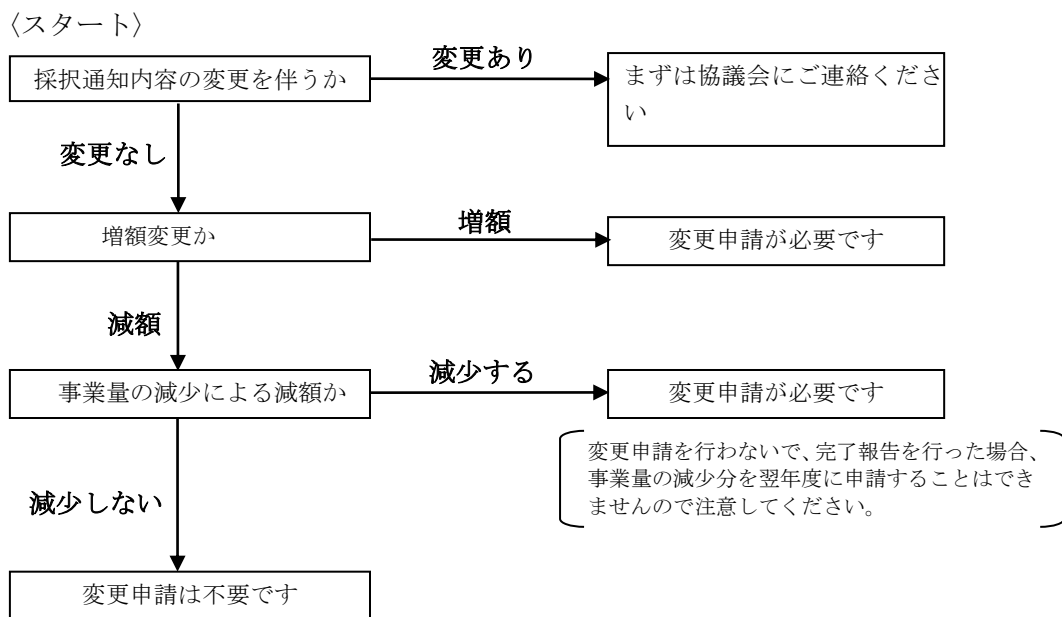 〈スタート〉
変更あり
採択通知内容の変更を伴うか
まずは協議会にご連絡くださ
い
変更なし
増額変更か
増額
変更申請が必要です
減額
事業量の減少による減額か
減少する
変更申請が必要です
変更申請を行わないで、完了報告を行った場合、
事業量の減少分を翌年度に申請することはでき
ませんので注意してください。
減少しない
変更申請は不要です